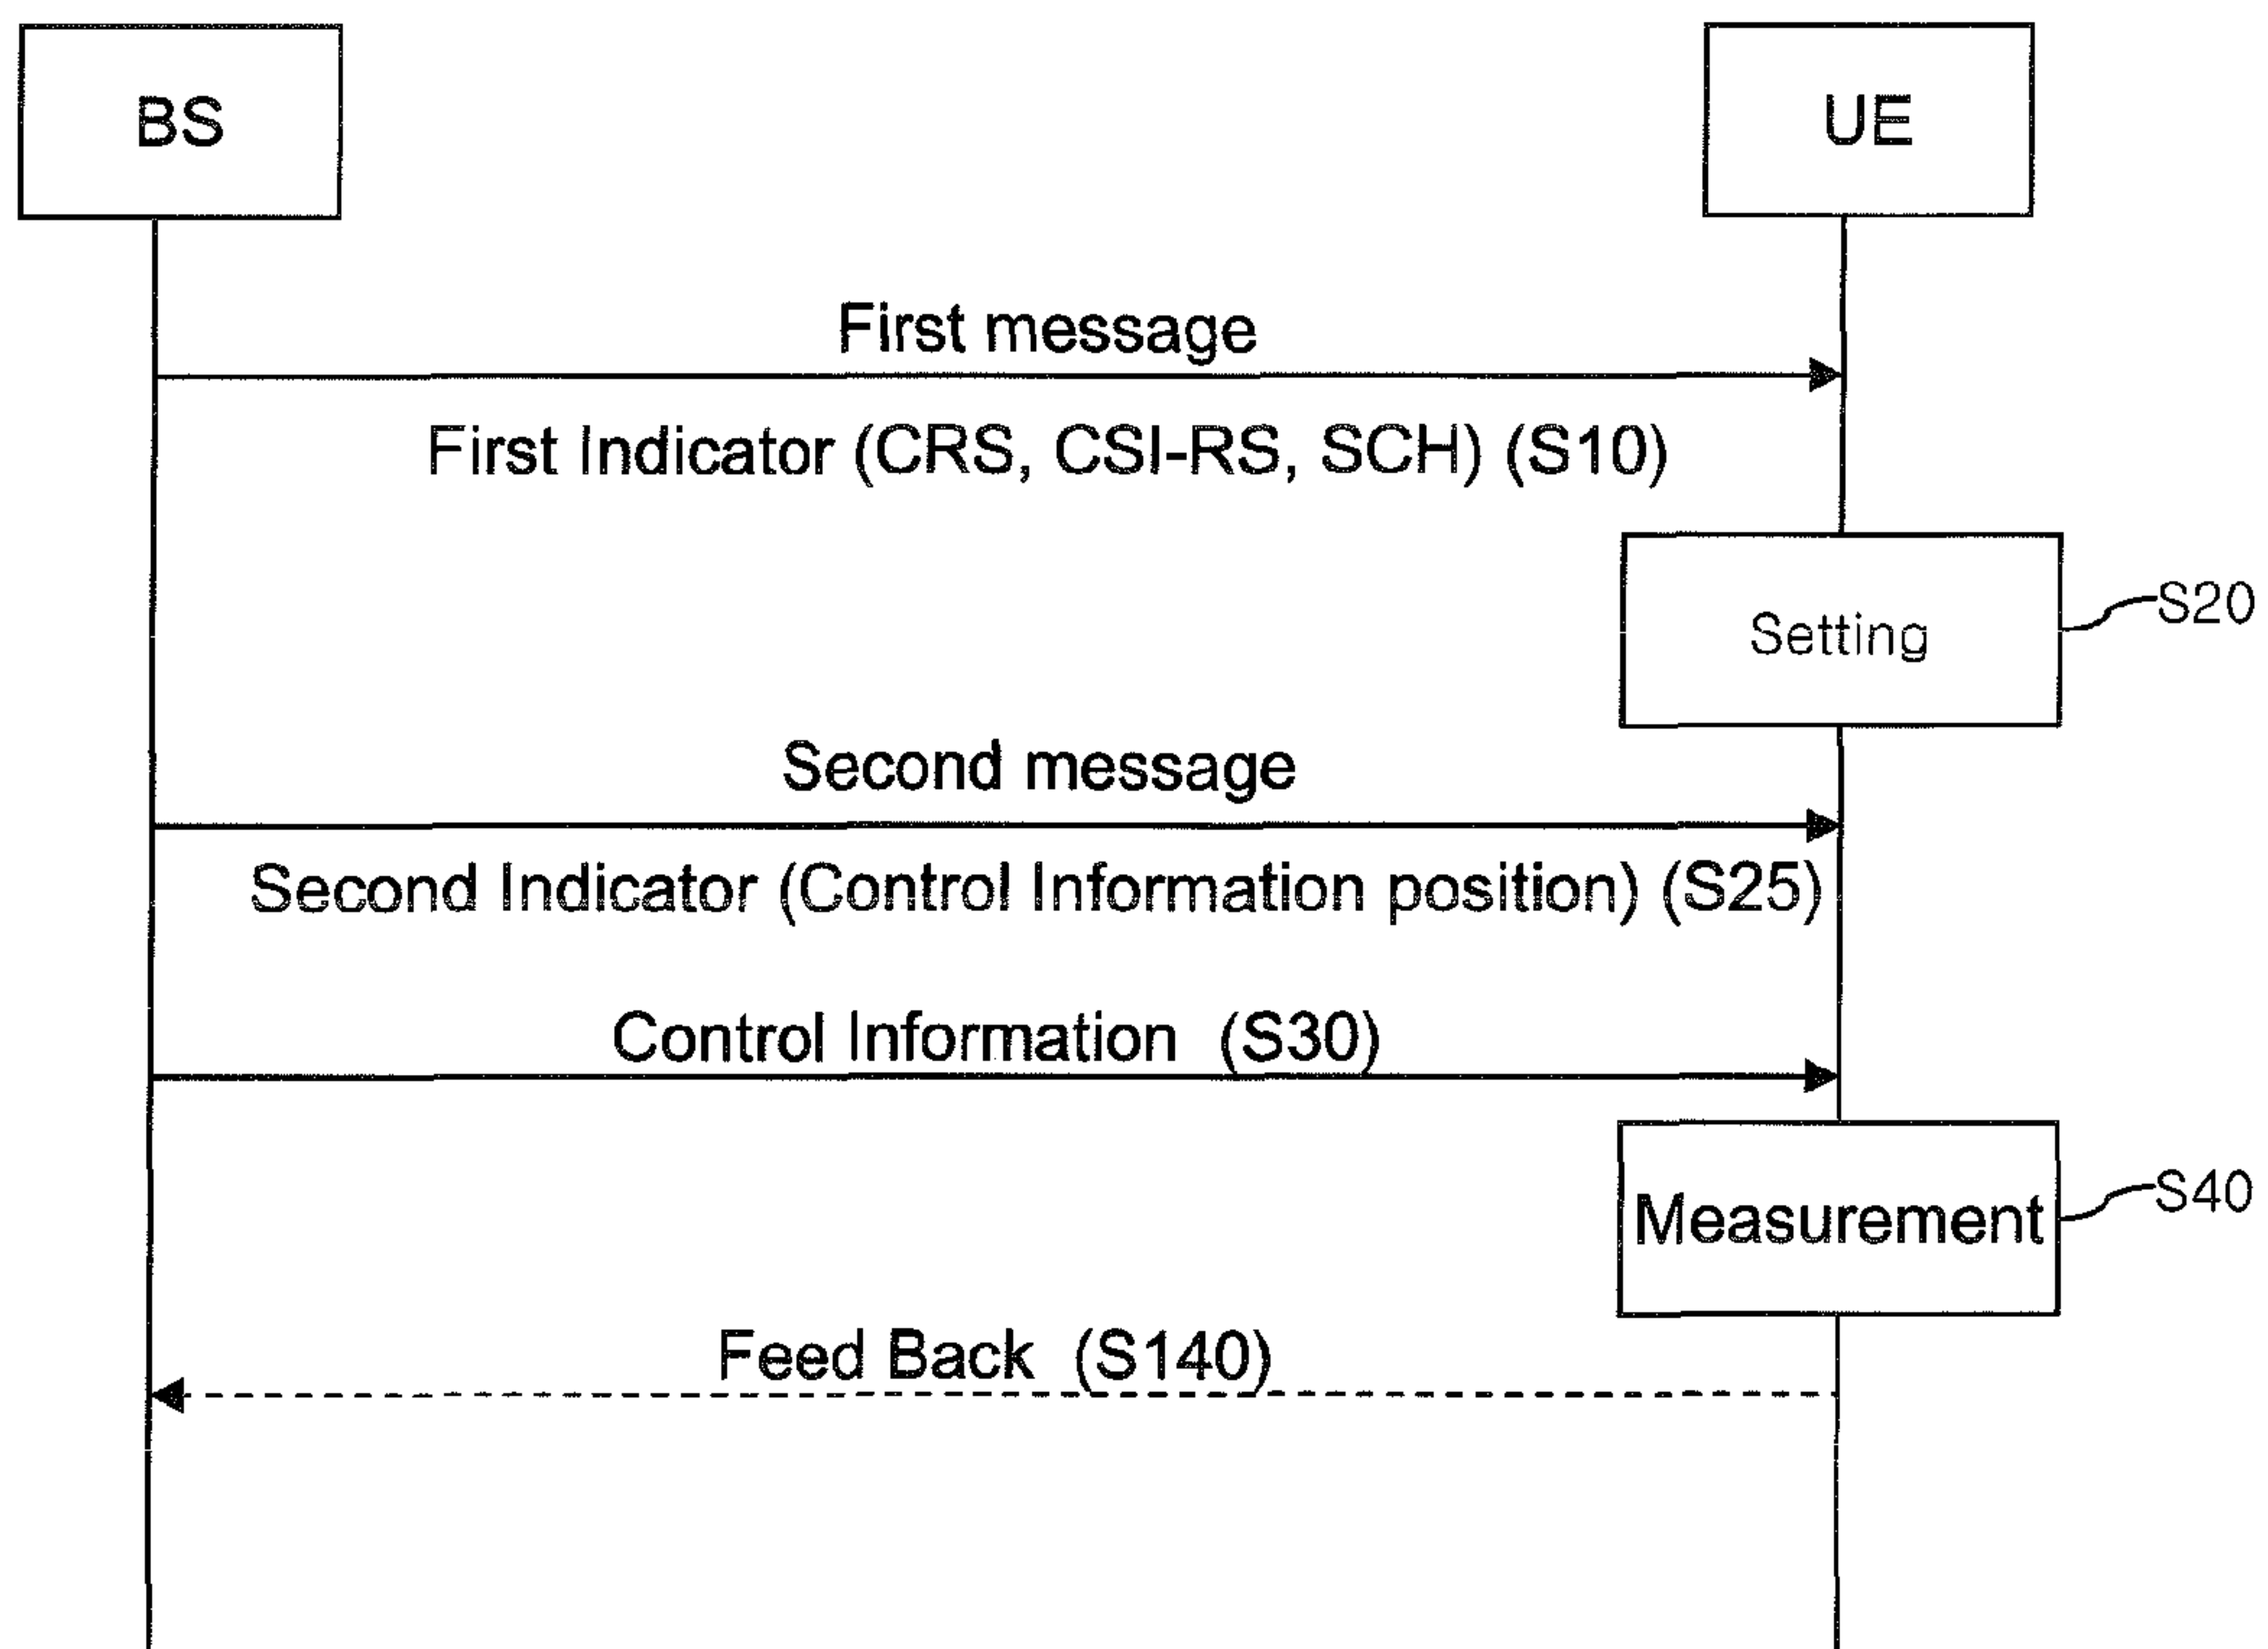 BS
UE
First message
First Indicator (CRS, CSI-RS, SCH) (S10)
Setting
S20
Second message
Second Indicator (Control Information position) (S25)
Control Information (S30)
Measurement
S40
Feed Back (S140)